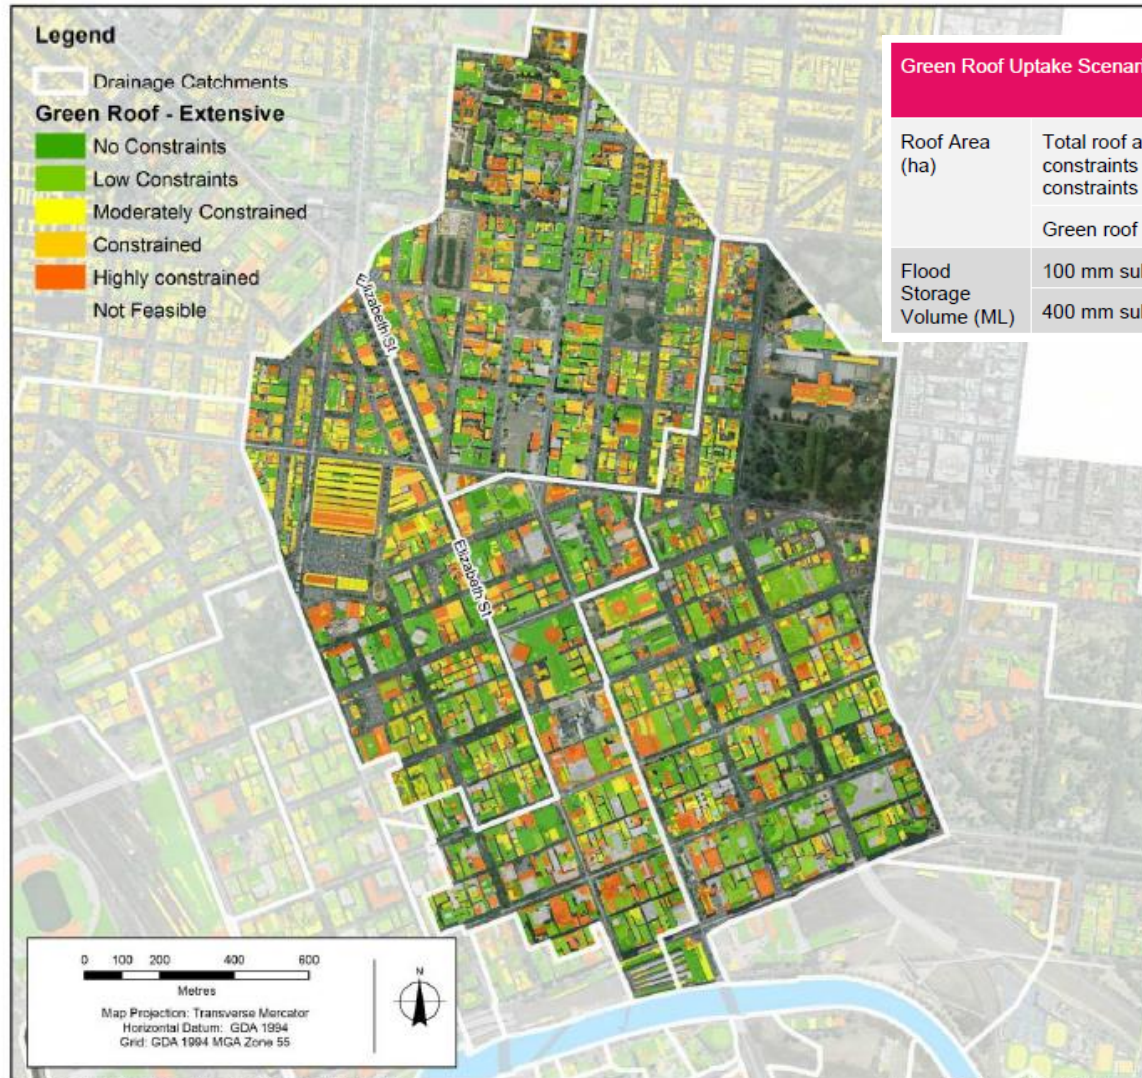 Legend
Drainage Catchments
Green Roof - Extensive
No Constraints
Low Constraints
Moderately Constrained
Constrained
Highly constrained
Not Feasible
Green Roof Uptake Scenar
Roof Area
(ha)
Total roof a
constraints
constraints
Green roof
Flood
Storage
Volume (ML)
100 mm sul
400 mm sul
Elizabeth St
Elizabeth St
0 100 200 400 600
Metres
Map Projection: Transverse Mercator
Horizontal Datum: GDA 1994
Grid: GDA 1994 MGA Zone 55
N